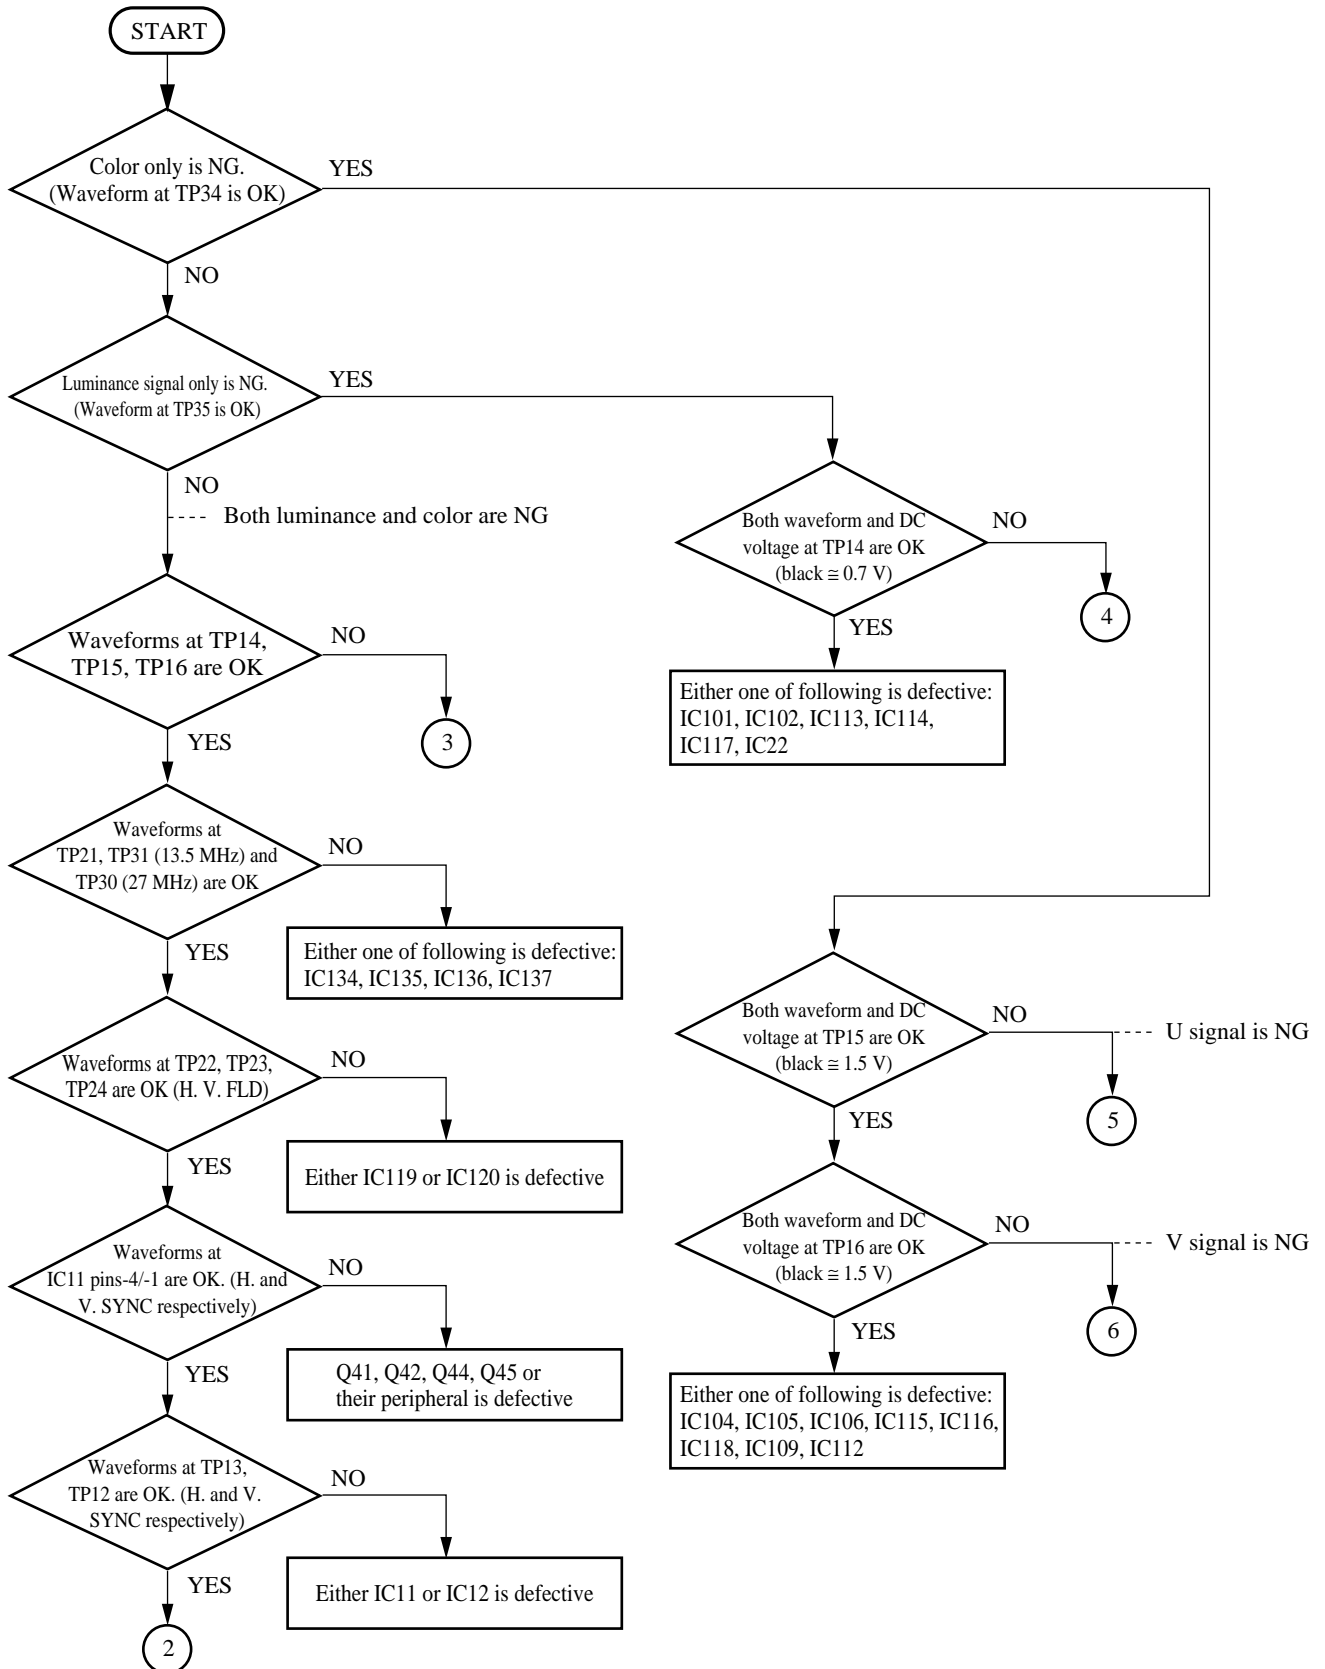 START
Color only is NG.
(Waveform at TP34 is OK)
YES
NO
Luminance signal only is NG.
(Waveform at TP35 is OK)
YES
NO
Both luminance and color are NG
Both waveform and DC
voltage at TP14 are OK
(black ≅ 0.7 V)
NO
4
YES
Either one of following is defective:
IC101, IC102, IC113, IC114,
IC117, IC22
Waveforms at TP14,
TP15, TP16 are OK
NO
3
YES
Waveforms at
TP21, TP31 (13.5 MHz) and
TP30 (27 MHz) are OK
NO
Either one of following is defective:
IC134, IC135, IC136, IC137
YES
Waveforms at TP22, TP23,
TP24 are OK (H. V. FLD)
NO
Either IC119 or IC120 is defective
YES
Waveforms at
IC11 pins-4/-1 are OK. (H. and
V. SYNC respectively)
NO
Q41, Q42, Q44, Q45 or
their peripheral is defective
YES
Waveforms at TP13,
TP12 are OK. (H. and V.
SYNC respectively)
NO
Either IC11 or IC12 is defective
YES
2
Both waveform and DC
voltage at TP15 are OK
(black ≅ 1.5 V)
NO
U signal is NG
5
YES
Both waveform and DC
voltage at TP16 are OK
(black ≅ 1.5 V)
NO
V signal is NG
6
YES
Either one of following is defective:
IC104, IC105, IC106, IC115, IC116,
IC118, IC109, IC112